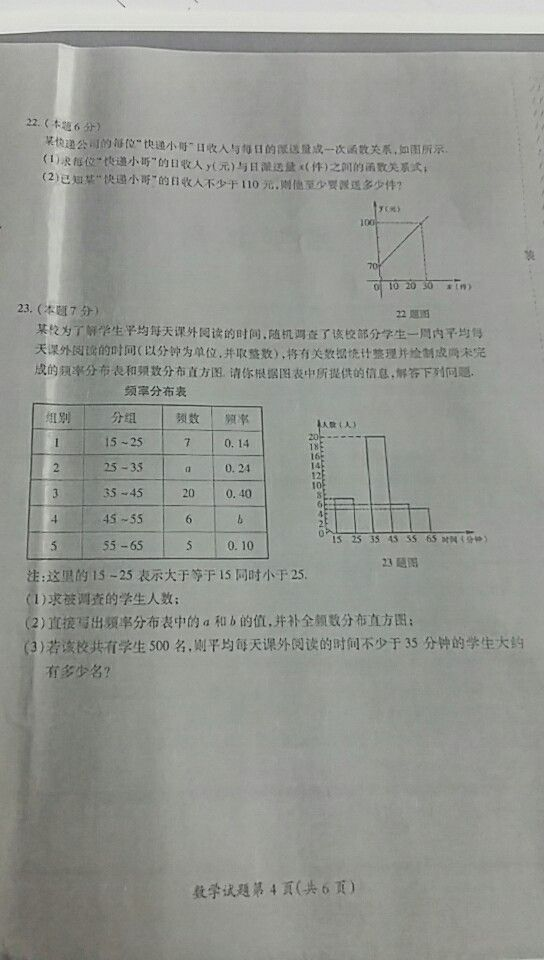 22. (本题6分)
某快递公司的每位“快递小哥”日收入与每日的派送量成一次函数关系,如图所示.
(1)求每位“快递小哥”的日收入y(元)与日派送量x(件)之间的函数关系式;
(2)已知某“快递小哥”的日收入不少于110元,则他至少要派送多少件?
y(元)
100
70
0 10 20 30 x(件)
22题图
23. (本题7分)
某校为了解学生平均每天课外阅读的时间,随机调查了该校部分学生一周内平均每
天课外阅读的时间(以分钟为单位,并取整数),将有关数据统计整理并绘制成尚未完
成的频率分布表和频数分布直方图.请你根据图表中所提供的信息,解答下列问题.
频率分布表
组别 分组 频数 频率
1 15~25 7 0.14
2 25~35 a 0.24
3 35~45 20 0.40
4 45~55 6 b
5 55~65 5 0.10
人数(人)
20
18
16
14
12
10
8
6
4
2
0
15 25 35 45 55 65 时间(分钟)
23题图
注:这里的15~25表示大于等于15同时小于25.
(1)求被调查的学生人数;
(2)直接写出频率分布表中的a和b的值,并补全频数分布直方图;
(3)若该校共有学生500名,则平均每天课外阅读的时间不少于35分钟的学生大约
有多少名?
数学试题第4页(共6页)
装